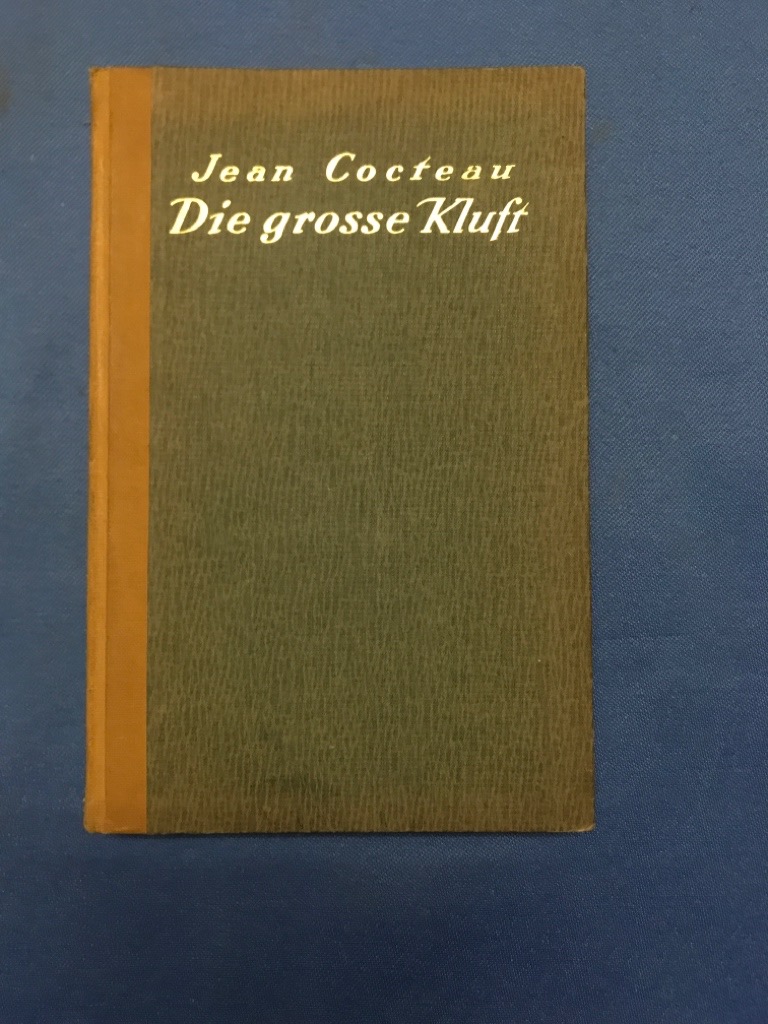 Jean Cocteau
Die grosse Kluft